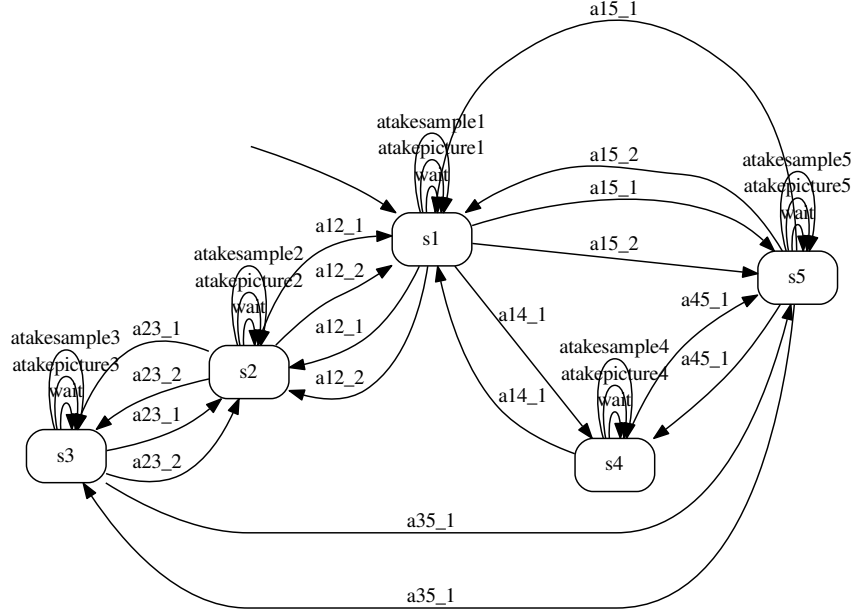 a15_1
atakesample1
atakepicture1
wait
a15_2
atakesample5
a15_1
atakepicture5
wait
a12_1
s1
a15_2
atakesample2
a12_2
s5
atakepicture2
wait
a45_1
a14_1
a23_1
a12_1
atakesample3
atakesample4
a45_1
atakepicture3
s2
atakepicture4
a23_2
a12_2
wait
wait
a14_1
a23_1
s3
a23_2
s4
a35_1
a35_1